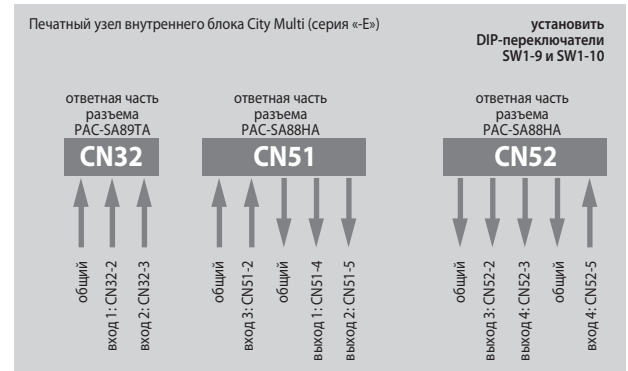 Печатный узел внутреннего блока City Multi (серия «-E»)
установить
DIP-переключатели
SW1-9 и SW1-10
ответная часть
разъема
PAC-SA89TA
CN32
общий
вход 1: CN32-2
вход 2: CN32-3
ответная часть
разъема
PAC-SA88HA
CN51
общий
вход 3: CN51-2
общий
выход 1: CN51-4
выход 2: CN51-5
ответная часть
разъема
PAC-SA88HA
CN52
общий
выход 3: CN52-2
выход 4: CN52-3
общий
вход 4: CN52-5